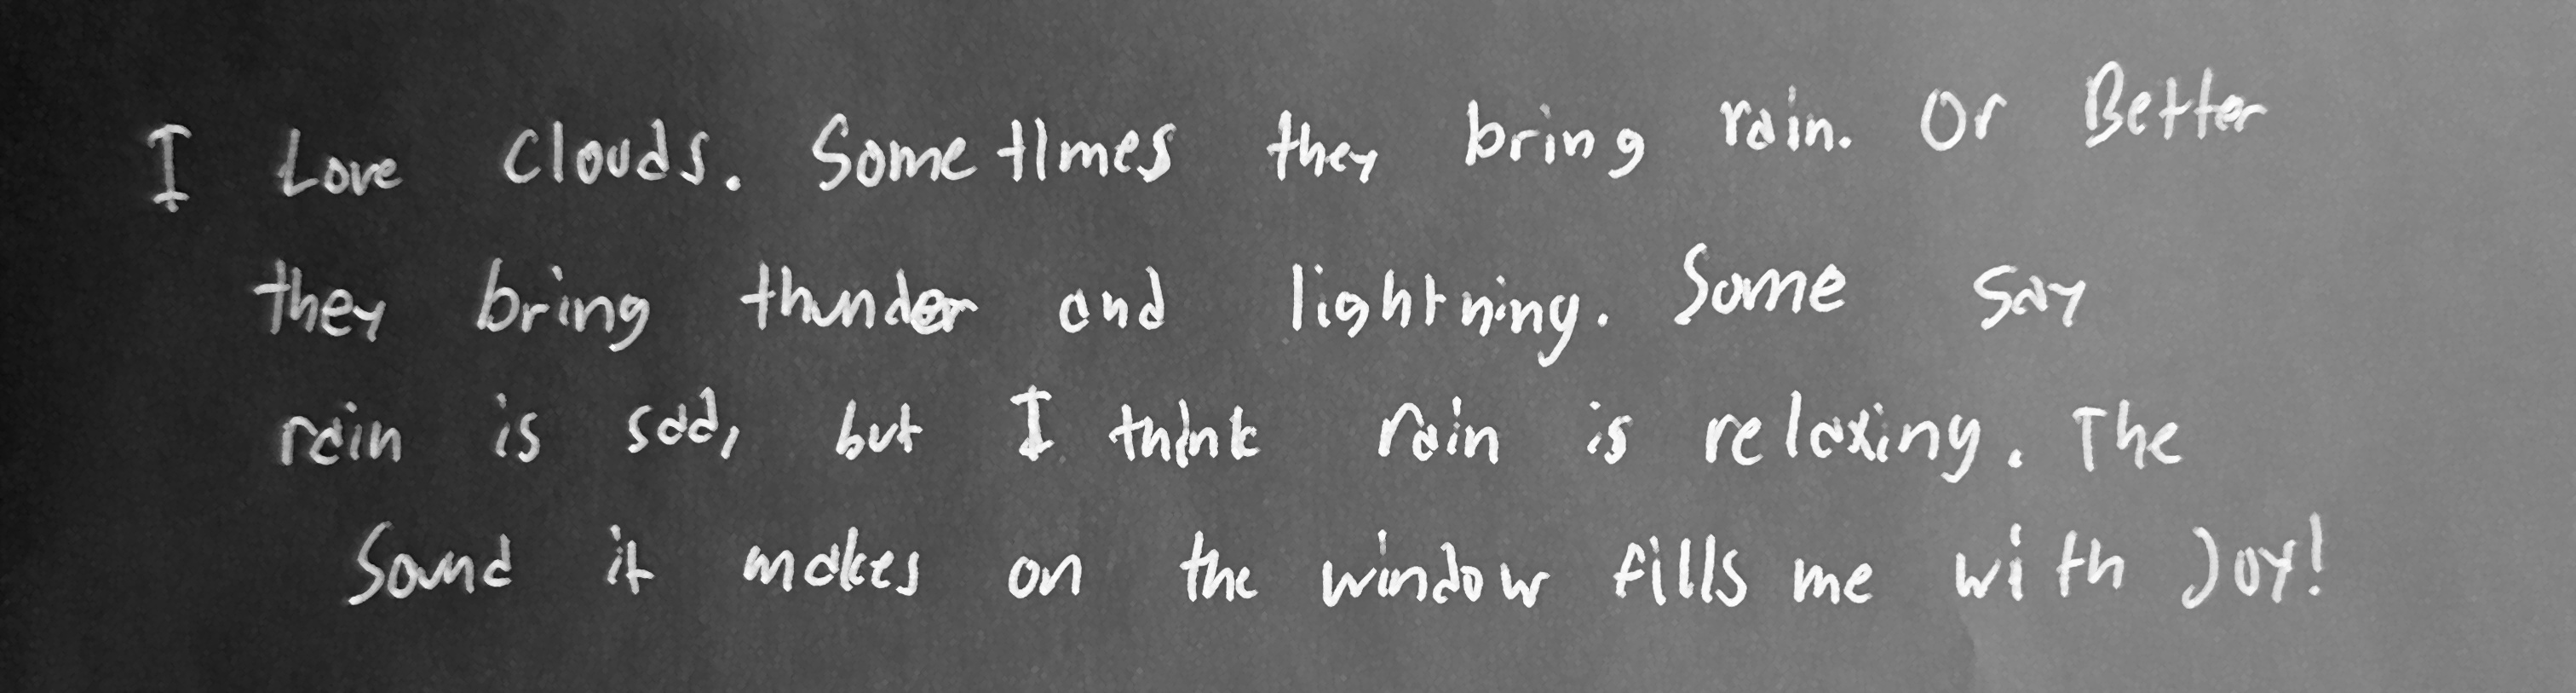 I Love clouds. Sometimes they bring rain. Or Better
they bring thunder and lightning. Some say
rain is sad, but I think rain is relaxing. The
Sound it makes on the window fills me with Joy!